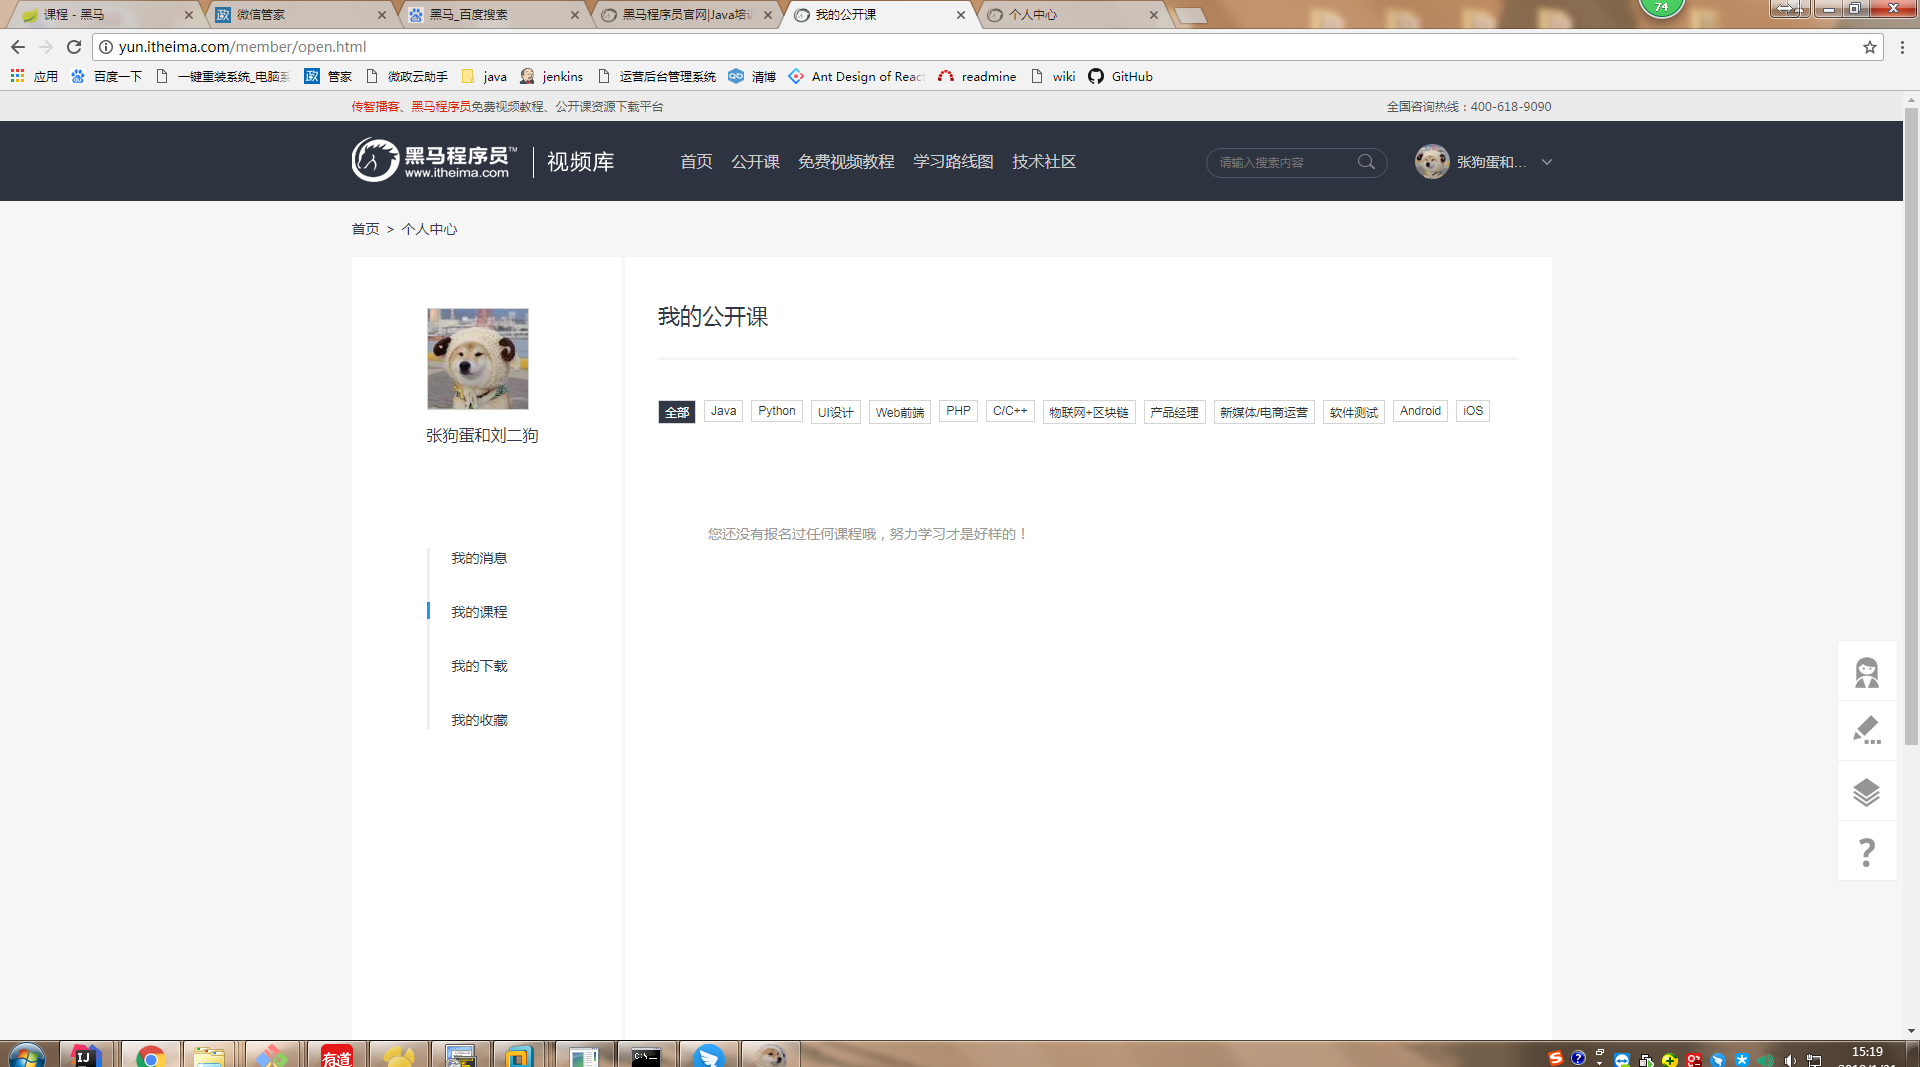 课程 - 黑马
微信管家
黑马_百度搜索
黑马程序员官网|Java培训
我的公开课
个人中心
74
yun.itheima.com/member/open.html
应用
百度一下
一键重装系统_电脑系
管家
微政云助手
java
jenkins
运营后台管理系统
清博
Ant Design of Reac
readmine
wiki
GitHub
传智播客、黑马程序员免费视频教程、公开课资源下载平台
全国咨询热线：400-618-9090
黑马程序员™
www.itheima.com
视频库
首页
公开课
免费视频教程
学习路线图
技术社区
请输入搜索内容
张狗蛋和...
首页 > 个人中心
张狗蛋和刘二狗
我的消息
我的课程
我的下载
我的收藏
我的公开课
全部
Java
Python
UI设计
Web前端
PHP
C/C++
物联网+区块链
产品经理
新媒体/电商运营
软件测试
Android
iOS
您还没有报名过任何课程哦，努力学习才是好样的！
IJ
有道
C:\
15:19